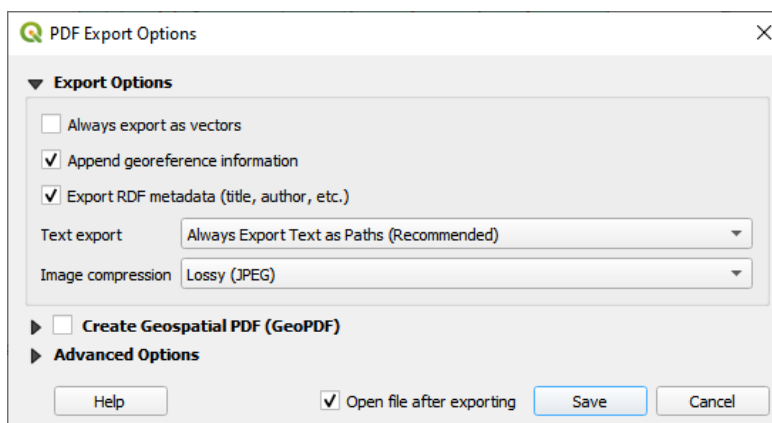 PDF Export Options
Export Options
Always export as vectors
Append georeference information
Export RDF metadata (title, author, etc.)
Text export Always Export Text as Paths (Recommended)
Image compression Lossy (JPEG)
Create Geospatial PDF (GeoPDF)
Advanced Options
Help Open file after exporting Save Cancel